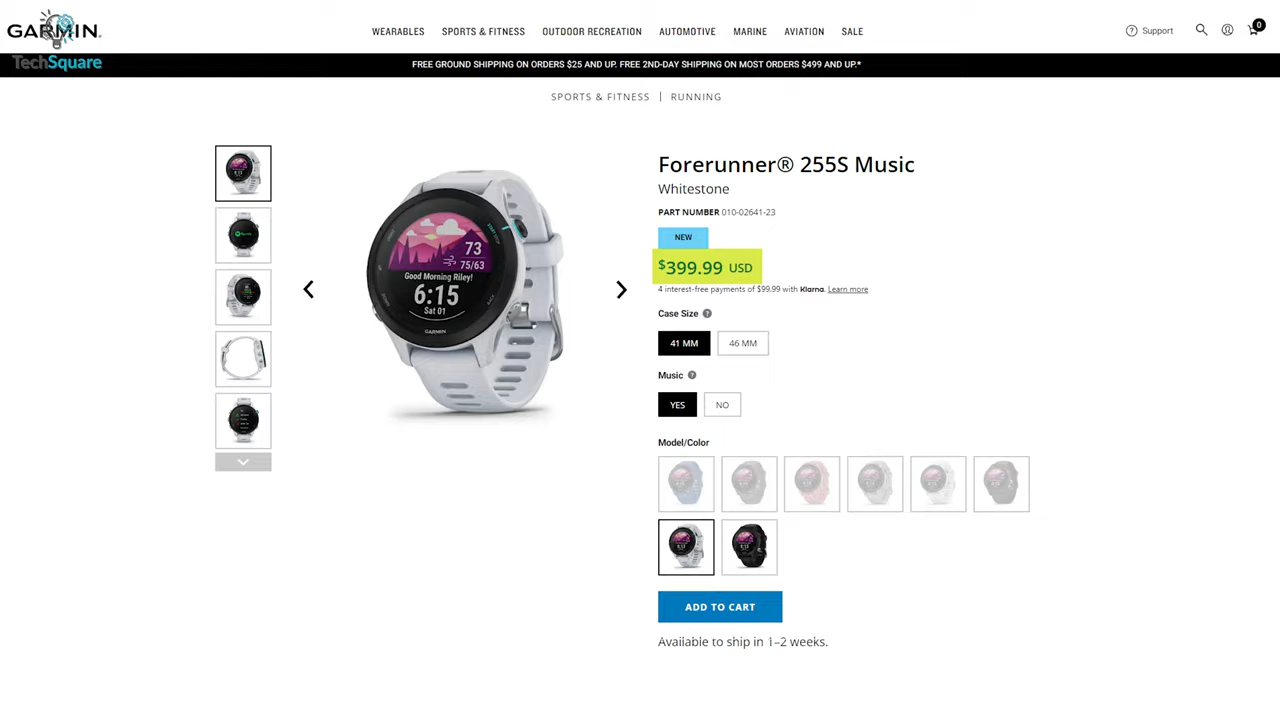 GARMIN.
TechSquare
WEARABLES
SPORTS & FITNESS
OUTDOOR RECREATION
AUTOMOTIVE
MARINE
AVIATION
SALE
Support
0
FREE GROUND SHIPPING ON ORDERS $25 AND UP. FREE 2ND-DAY SHIPPING ON MOST ORDERS $499 AND UP.*
SPORTS & FITNESS | RUNNING
73
75/63
Good Morning Riley!
6:15
Sat 01
GARMIN
Forerunner® 255S Music
Whitestone
PART NUMBER 010-02641-23
NEW
$399.99 USD
4 interest-free payments of $99.99 with Klarna. Learn more
Case Size ?
41 MM
46 MM
Music ?
YES
NO
Model/Color
ADD TO CART
Available to ship in 1–2 weeks.